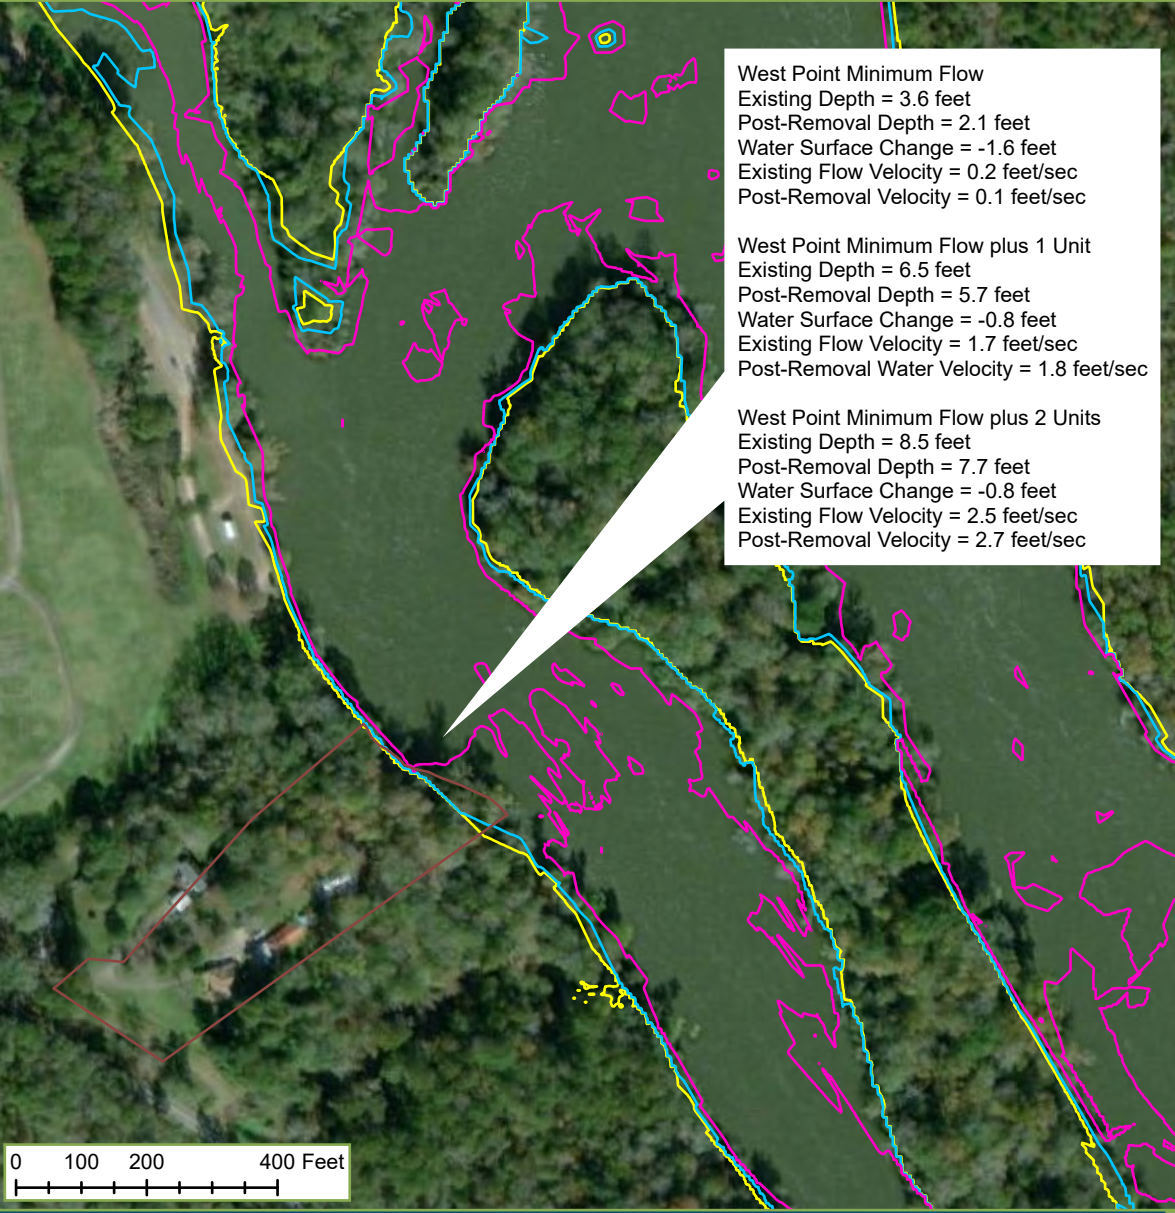 West Point Minimum Flow
Existing Depth = 3.6 feet
Post-Removal Depth = 2.1 feet
Water Surface Change = -1.6 feet
Existing Flow Velocity = 0.2 feet/sec
Post-Removal Velocity = 0.1 feet/sec
West Point Minimum Flow plus 1 Unit
Existing Depth = 6.5 feet
Post-Removal Depth = 5.7 feet
Water Surface Change = -0.8 feet
Existing Flow Velocity = 1.7 feet/sec
Post-Removal Water Velocity = 1.8 feet/sec
West Point Minimum Flow plus 2 Units
Existing Depth = 8.5 feet
Post-Removal Depth = 7.7 feet
Water Surface Change = -0.8 feet
Existing Flow Velocity = 2.5 feet/sec
Post-Removal Velocity = 2.7 feet/sec
0 100 200 400 Feet